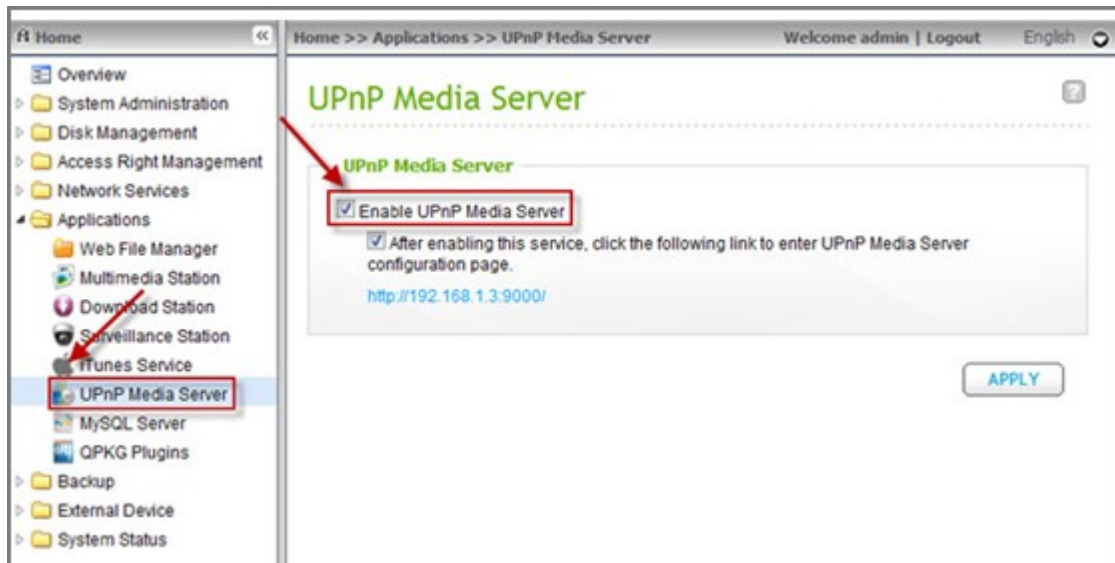 Home
Home >> Applications >> UPnP Media Server
Welcome admin | Logout
English
Overview
System Administration
Disk Management
Access Right Management
Network Services
Applications
Web File Manager
Multimedia Station
Download Station
Surveillance Station
iTunes Service
UPnP Media Server
MySQL Server
QPKG Plugins
Backup
External Device
System Status
UPnP Media Server
UPnP Media Server
Enable UPnP Media Server
After enabling this service, click the following link to enter UPnP Media Server
configuration page.
http://192.168.1.3:9000/
APPLY